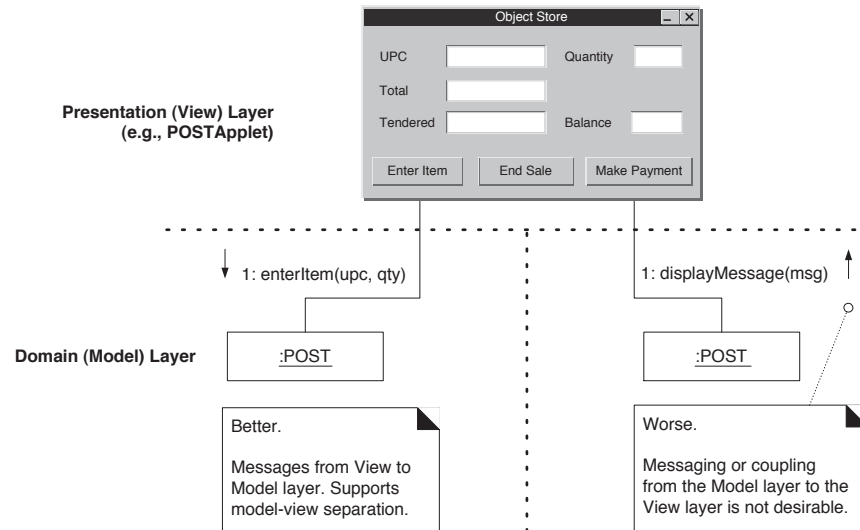 Object Store
UPC
Quantity
Total
Tendered
Balance
Enter Item
End Sale
Make Payment
Presentation (View) Layer
(e.g., POSTApplet)
1: enterItem(upc, qty)
1: displayMessage(msg)
Domain (Model) Layer
:POST
:POST
Better.
Messages from View to
Model layer. Supports
model-view separation.
Worse.
Messaging or coupling
from the Model layer to the
View layer is not desirable.